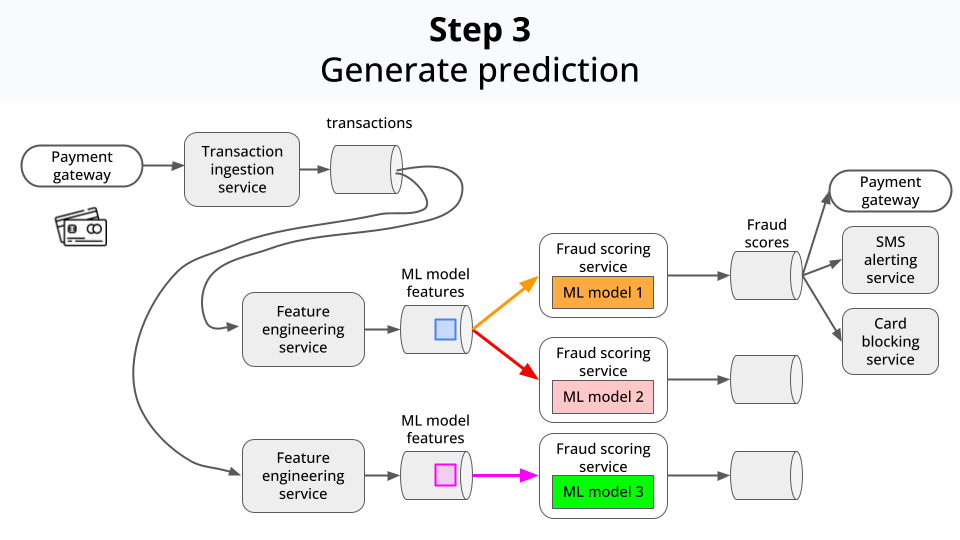 Step 3
Generate prediction
transactions
Payment
gateway
Transaction
ingestion
service
Payment
gateway
Fraud
scores
SMS
alerting
service
Fraud scoring
service
ML model 1
ML model
features
Feature
engineering
service
Card
blocking
service
Fraud scoring
service
ML model 2
ML model
features
Feature
engineering
service
Fraud scoring
service
ML model 3